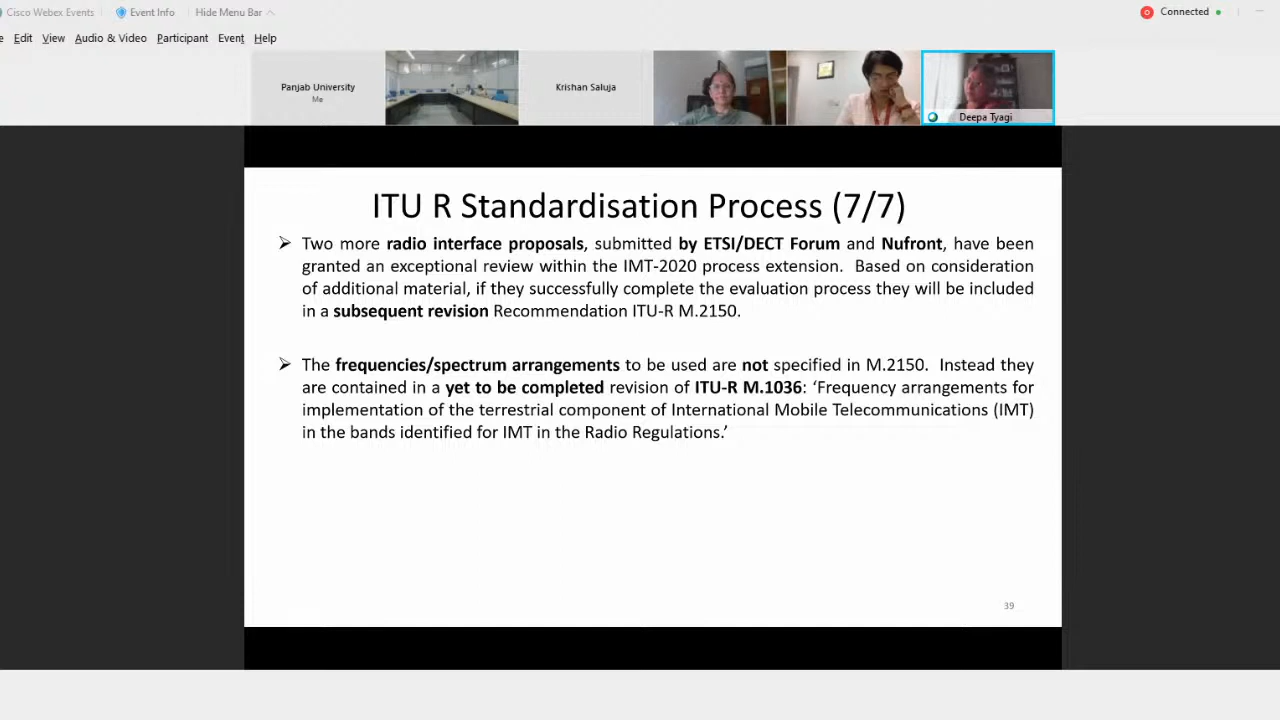 Cisco Webex Events Event Info Hide Menu Bar Connected
e Edit View Audio & Video Participant Event Help
Panjab University
Me
Krishan Saluja
Deepa Tyagi
ITU R Standardisation Process (7/7)
➢ Two more radio interface proposals, submitted by ETSI/DECT Forum and Nufront, have been
granted an exceptional review within the IMT-2020 process extension. Based on consideration
of additional material, if they successfully complete the evaluation process they will be included
in a subsequent revision Recommendation ITU-R M.2150.
➢ The frequencies/spectrum arrangements to be used are not specified in M.2150. Instead they
are contained in a yet to be completed revision of ITU-R M.1036: ‘Frequency arrangements for
implementation of the terrestrial component of International Mobile Telecommunications (IMT)
in the bands identified for IMT in the Radio Regulations.’
39